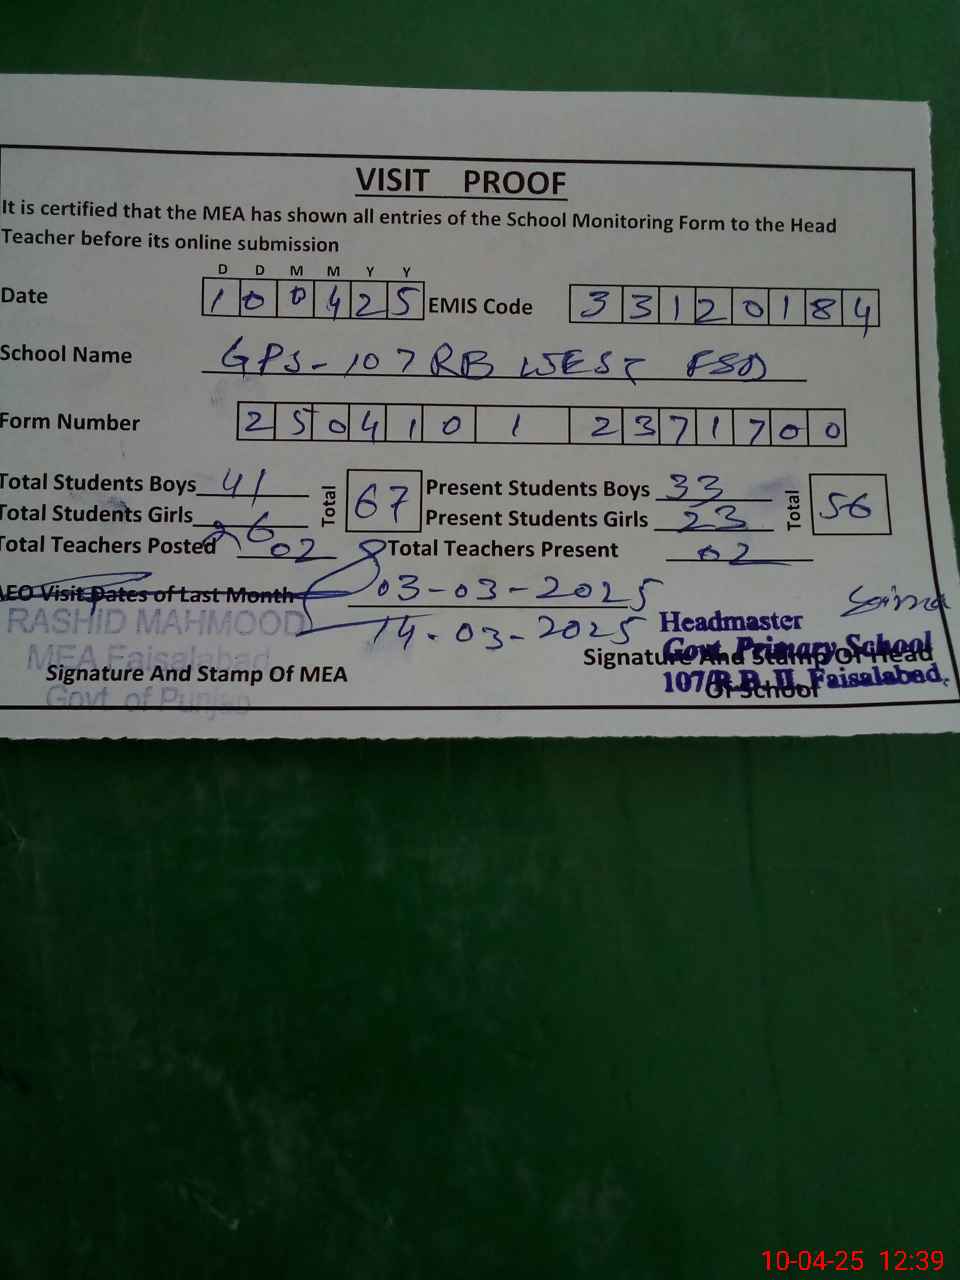 VISIT PROOF
It is certified that the MEA has shown all entries of the School Monitoring Form to the Head
Teacher before its online submission
D D M M Y Y
Date 1 0 0 4 2 5 EMIS Code 3 3 1 2 0 1 8 4
School Name GPS-107 RB WEST FSD
Form Number 2 5 0 4 1 0 1 2 3 7 1 7 0 0
Total Students Boys 41 Total 67 Present Students Boys 33 Total 56
Total Students Girls 26 Present Students Girls 23
Total Teachers Posted 02 Total Teachers Present 02
AEO Visit Dates of Last Month 03-03-2025
14-03-2025
Saima
RASHID MAHMOOD
MEA Faisalabad
Govt. of Punjab
Signature And Stamp Of MEA
Headmaster
Govt. Primary School
107/R.B. II, Faisalabad.
Signature And Stamp Of Head
Of School
10-04-25 12:39